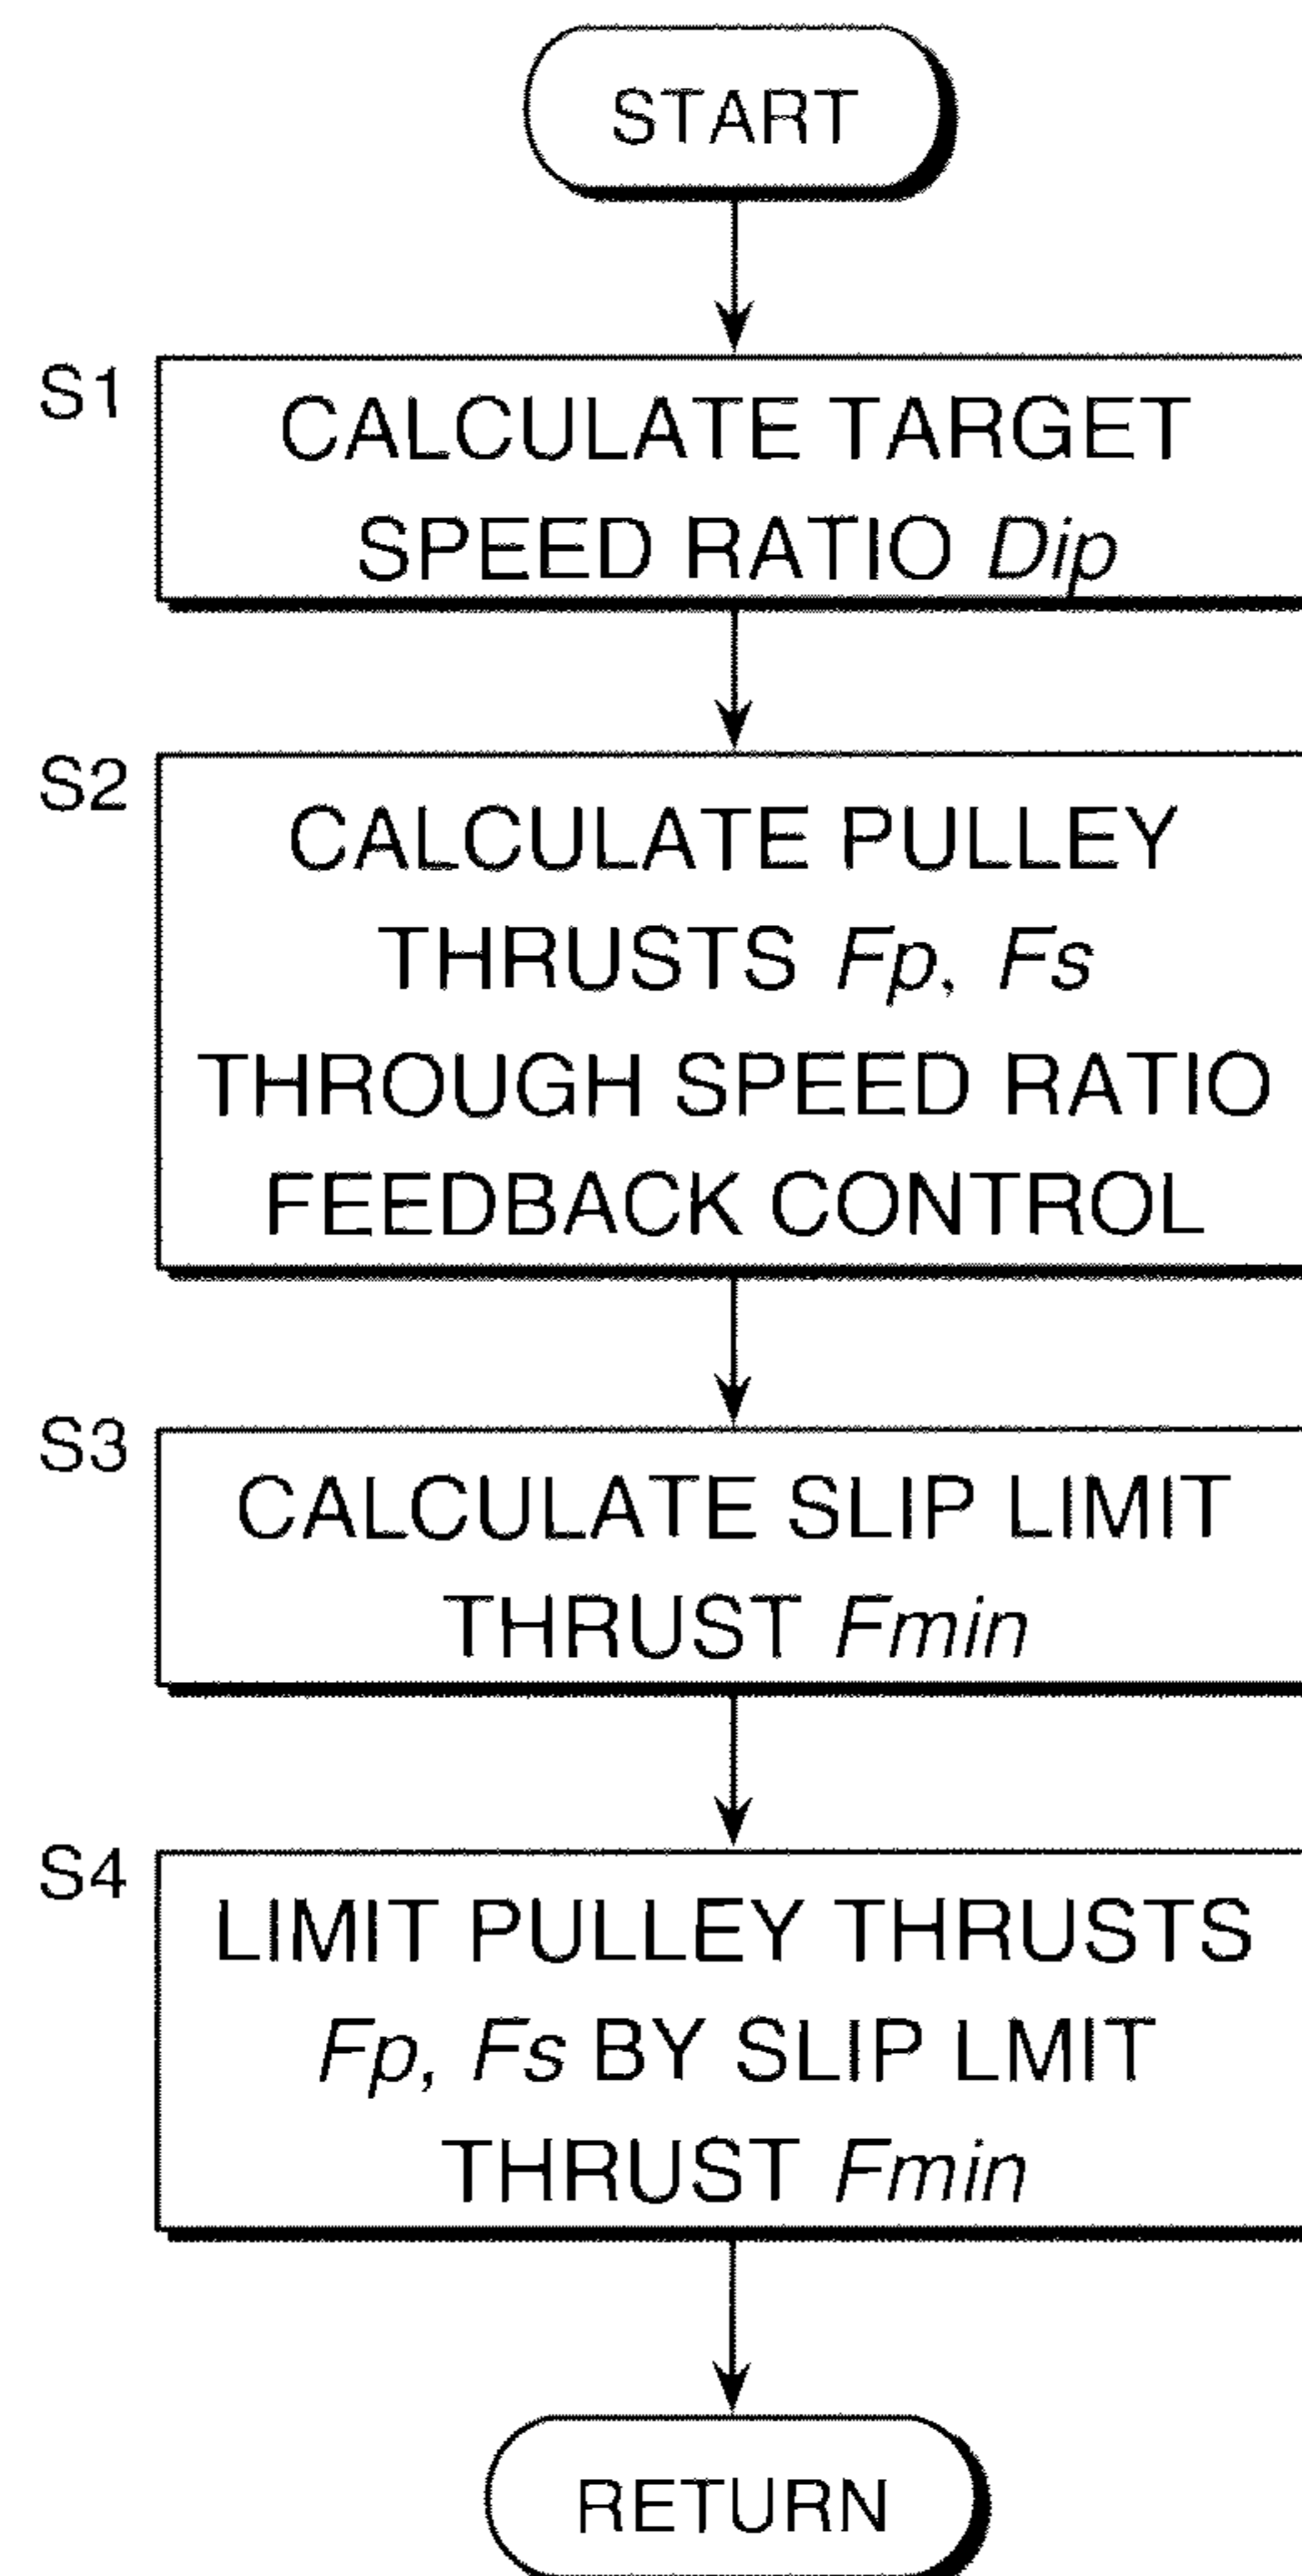 START
S1
CALCULATE TARGET
SPEED RATIO Dip
S2
CALCULATE PULLEY
THRUSTS Fp, Fs
THROUGH SPEED RATIO
FEEDBACK CONTROL
S3
CALCULATE SLIP LIMIT
THRUST Fmin
S4
LIMIT PULLEY THRUSTS
Fp, Fs BY SLIP LMIT
THRUST Fmin
RETURN